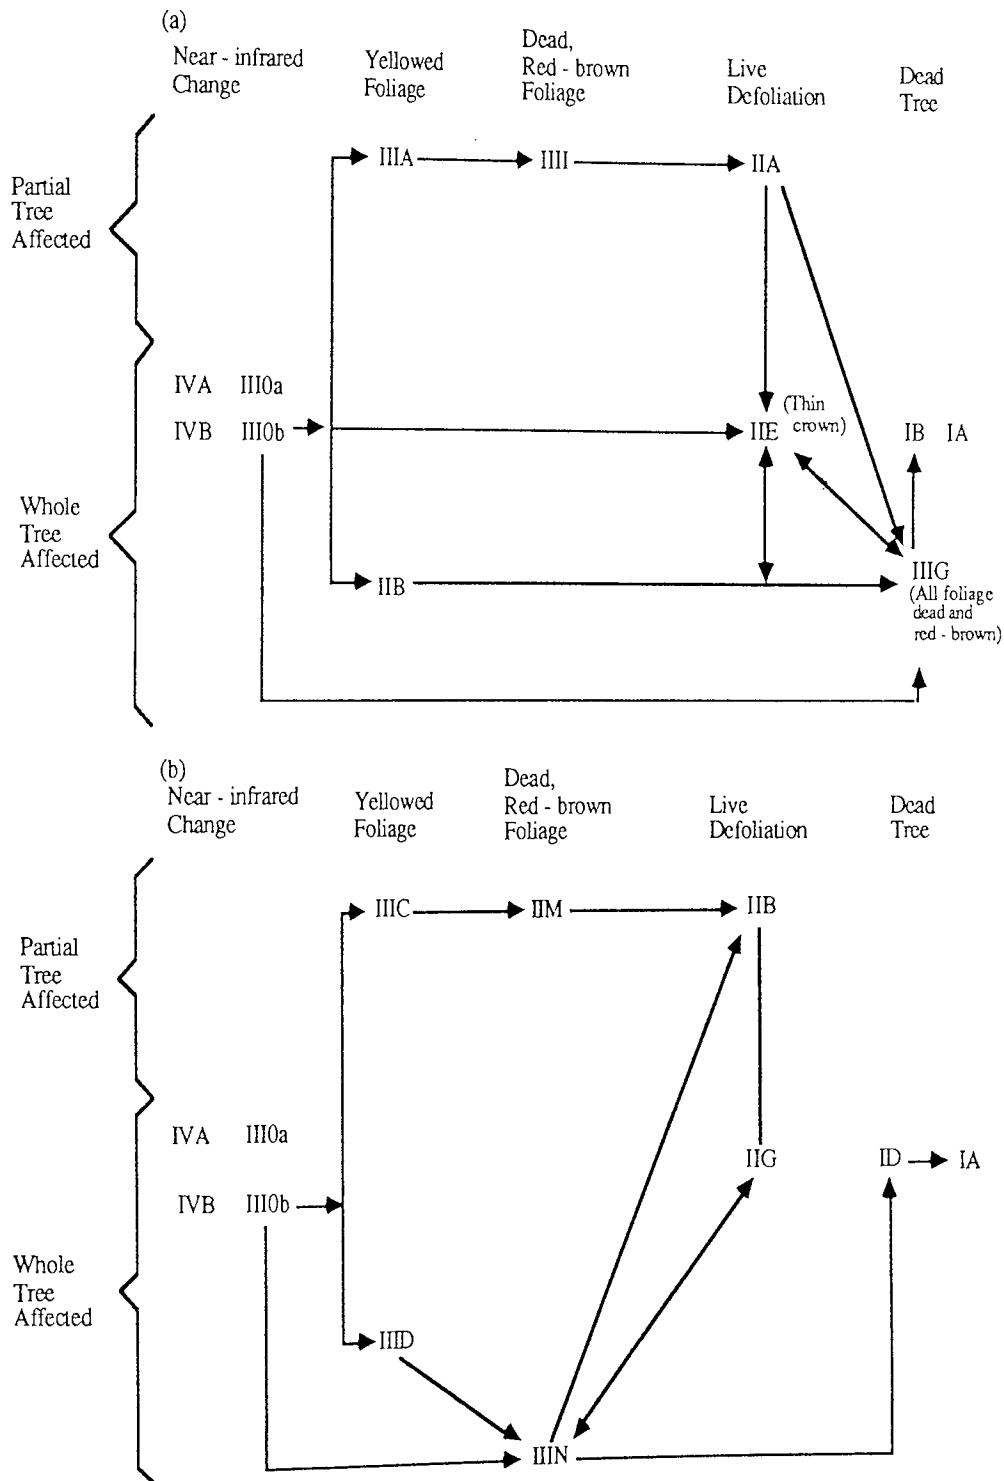 (a)
Near - infrared
Change
Yellowed
Foliage
Dead,
Red - brown
Foliage
Live
Defoliation
Dead
Tree
Partial
Tree
Affected
IIIA
IIII
IIA
IVA III0a
IVB III0b
IIE
(Thin
crown)
IB IA
Whole
Tree
Affected
IIB
IIIG
(All foliage
dead and
red - brown)
(b)
Near - infrared
Change
Yellowed
Foliage
Dead,
Red - brown
Foliage
Live
Defoliation
Dead
Tree
Partial
Tree
Affected
IIIC
IIM
IIB
IVA III0a
IVB III0b
IIG
ID IA
Whole
Tree
Affected
IIID
IIIN